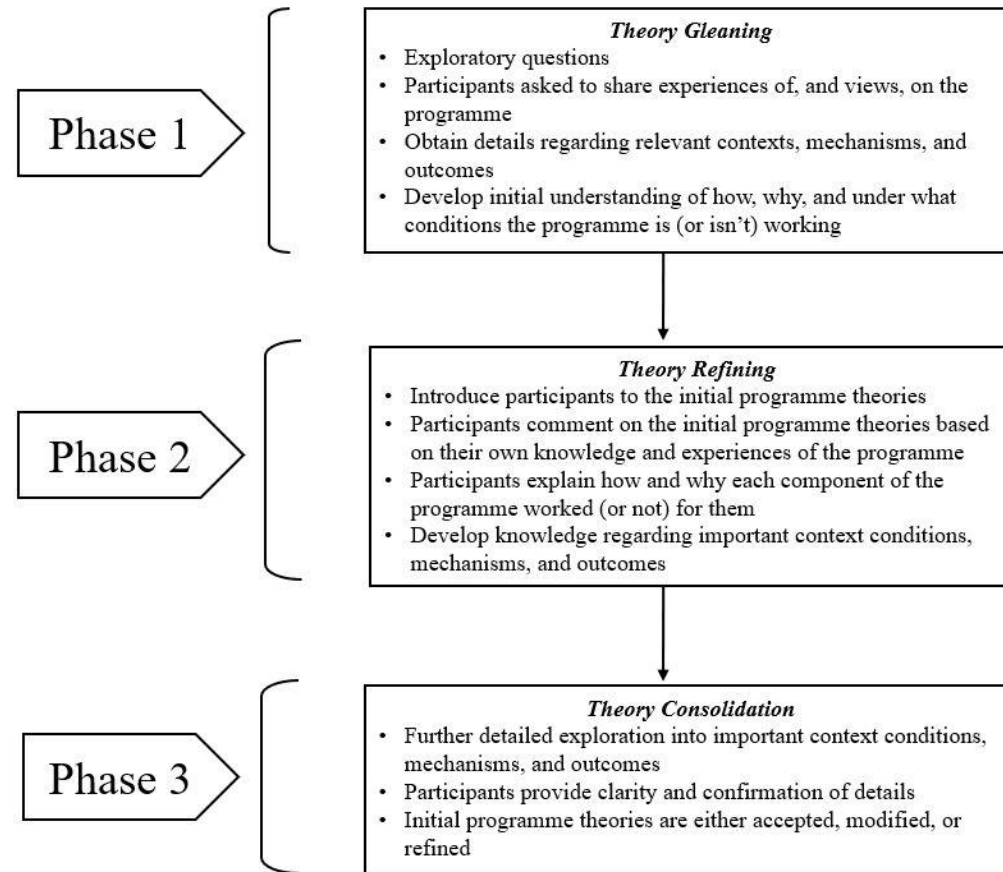 Phase 1
Theory Gleaning
• Exploratory questions
• Participants asked to share experiences of, and views, on the
programme
• Obtain details regarding relevant contexts, mechanisms, and
outcomes
• Develop initial understanding of how, why, and under what
conditions the programme is (or isn’t) working
Phase 2
Theory Refining
• Introduce participants to the initial programme theories
• Participants comment on the initial programme theories based
on their own knowledge and experiences of the programme
• Participants explain how and why each component of the
programme worked (or not) for them
• Develop knowledge regarding important context conditions,
mechanisms, and outcomes
Phase 3
Theory Consolidation
• Further detailed exploration into important context conditions,
mechanisms, and outcomes
• Participants provide clarity and confirmation of details
• Initial programme theories are either accepted, modified, or
refined